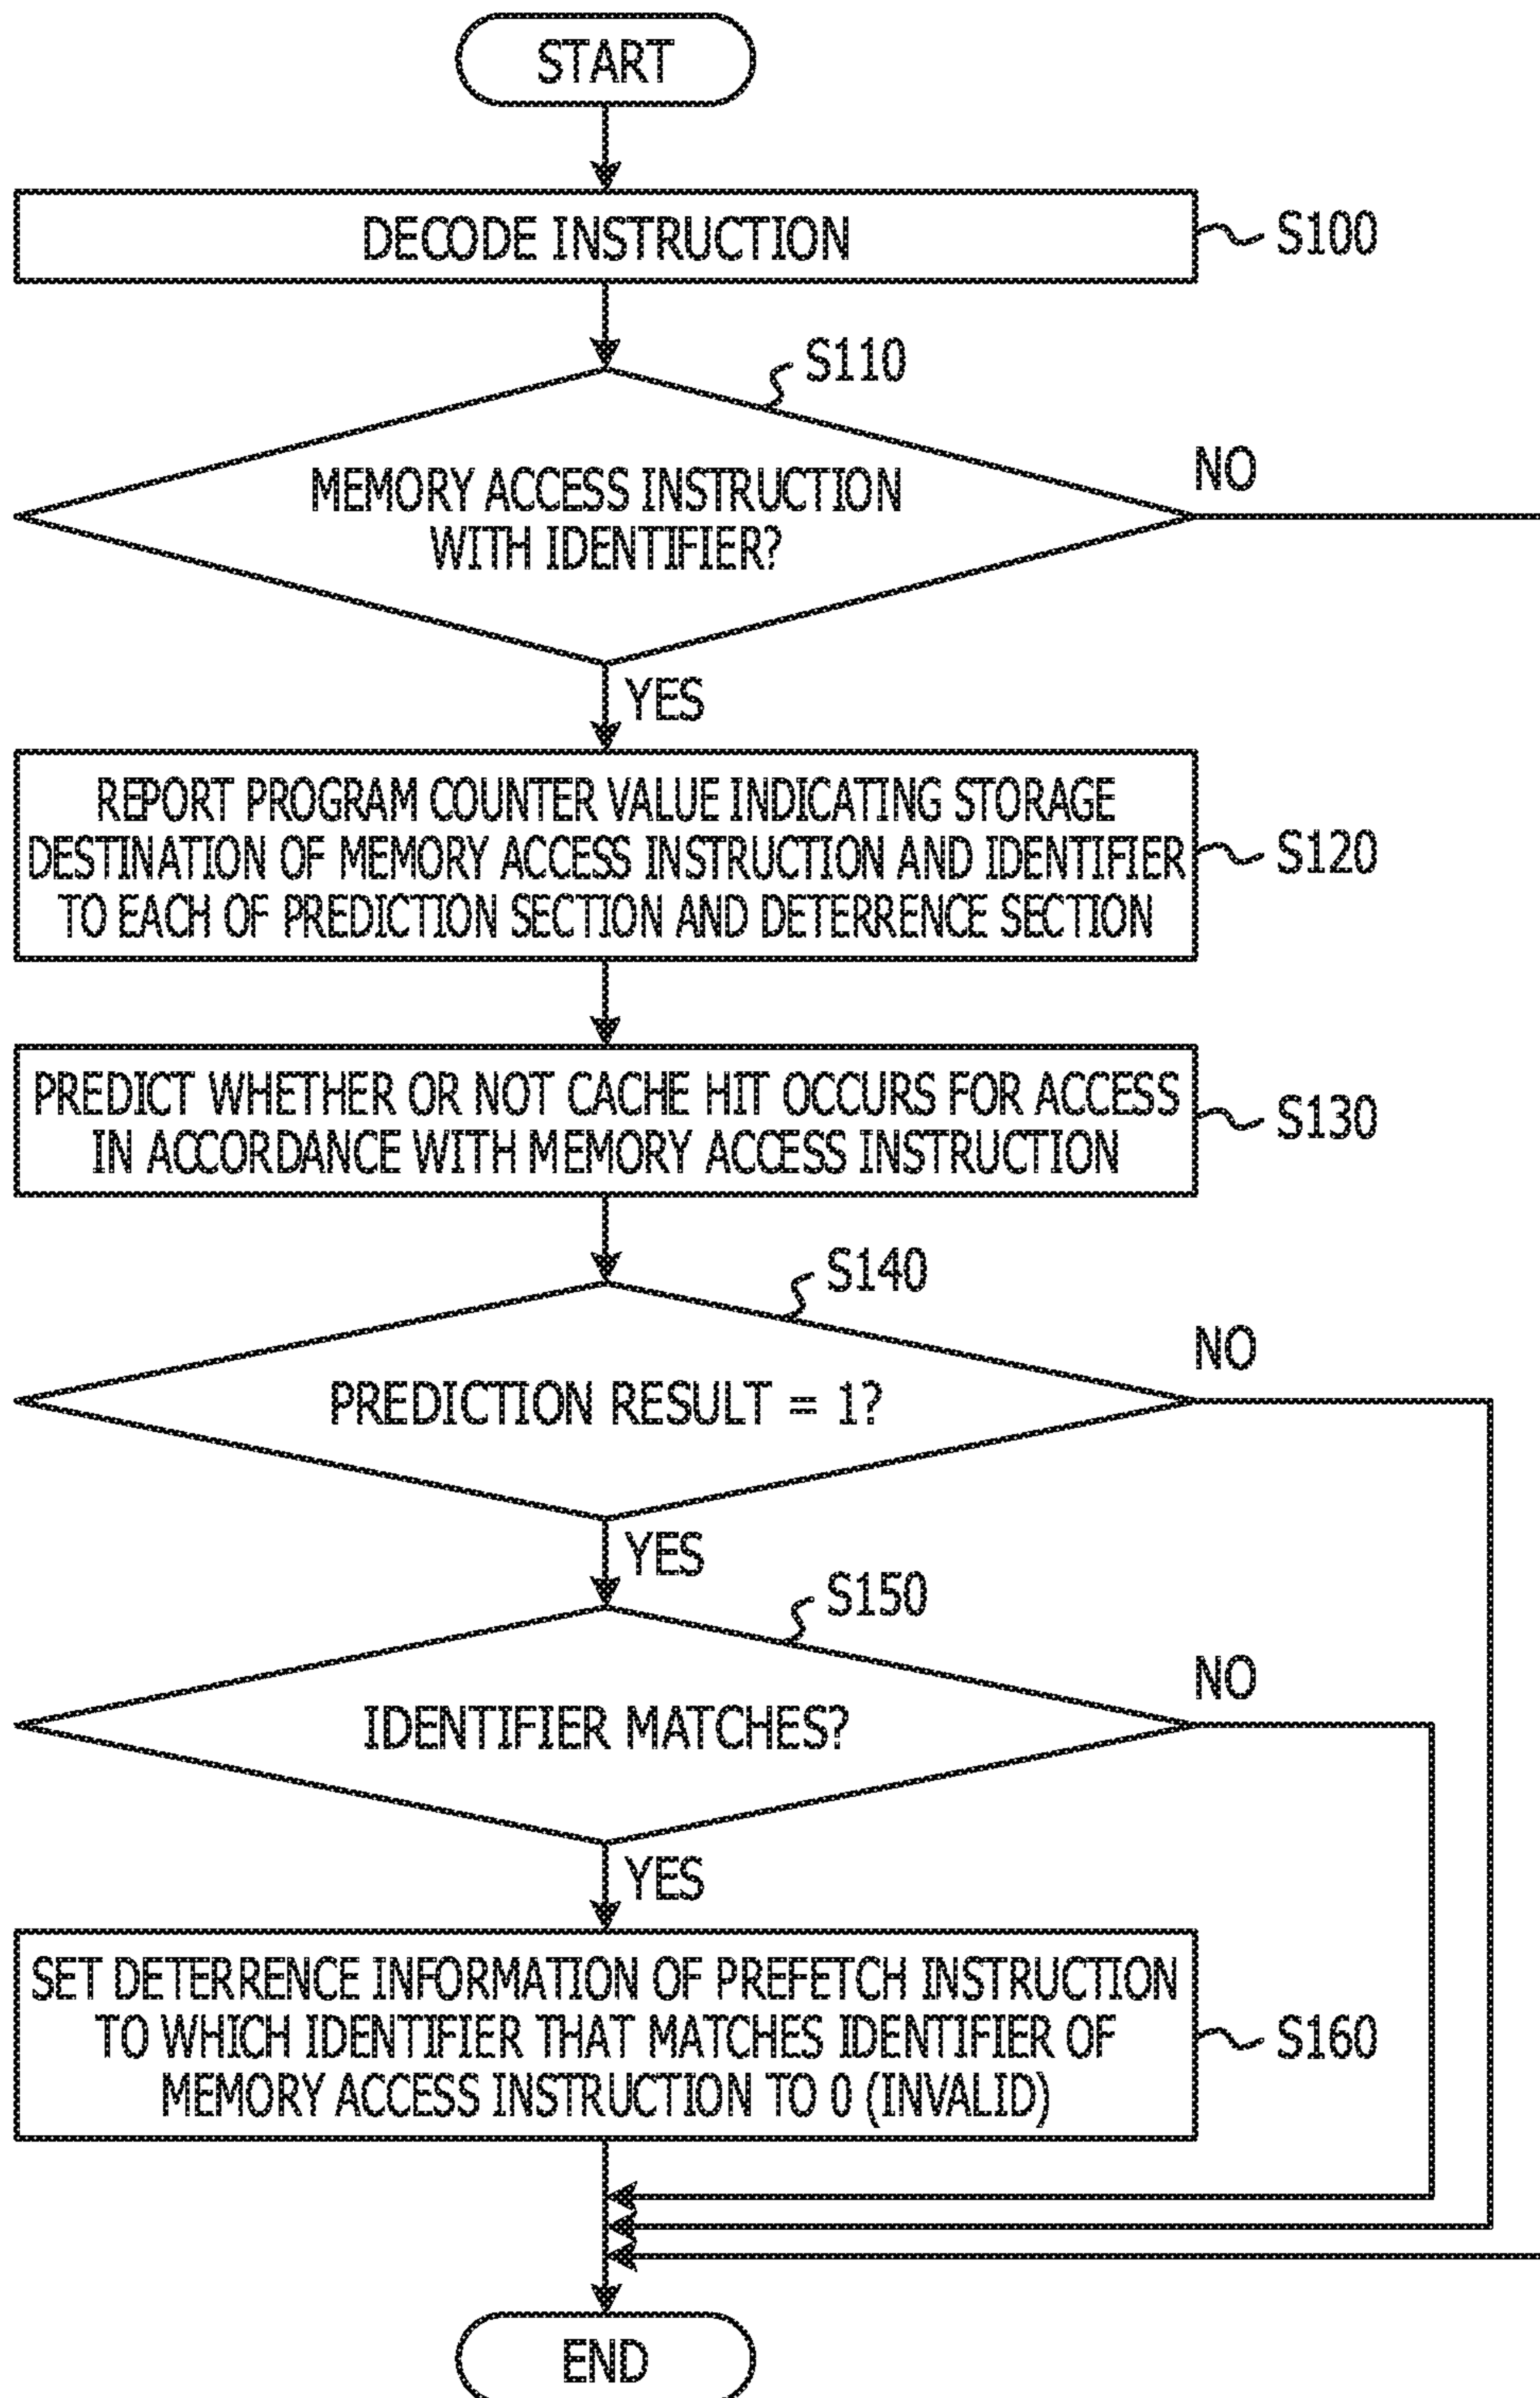 START
DECODE INSTRUCTION
S100
S110
MEMORY ACCESS INSTRUCTION
WITH IDENTIFIER?
NO
YES
REPORT PROGRAM COUNTER VALUE INDICATING STORAGE
DESTINATION OF MEMORY ACCESS INSTRUCTION AND IDENTIFIER
TO EACH OF PREDICTION SECTION AND DETERRENCE SECTION
S120
PREDICT WHETHER OR NOT CACHE HIT OCCURS FOR ACCESS
IN ACCORDANCE WITH MEMORY ACCESS INSTRUCTION
S130
S140
PREDICTION RESULT = 1?
NO
YES
S150
IDENTIFIER MATCHES?
NO
YES
SET DETERRENCE INFORMATION OF PREFETCH INSTRUCTION
TO WHICH IDENTIFIER THAT MATCHES IDENTIFIER OF
MEMORY ACCESS INSTRUCTION TO 0 (INVALID)
S160
END